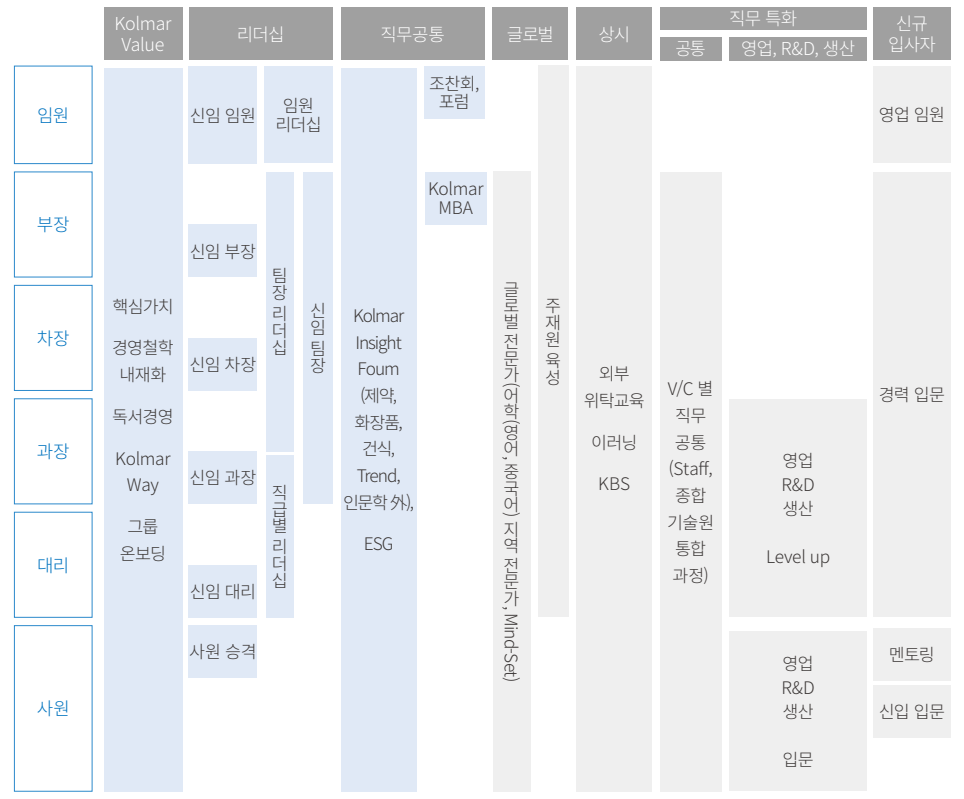 Kolmar
Value
리더십
직무공통
글로벌
상시
직무 특화
공통
영업, R&D, 생산
신규
입사자
임원
부장
차장
과장
대리
사원
핵심가치
경영철학
내재화
독서경영
Kolmar
Way
그룹
온보딩
신임 임원
신임 부장
신임 차장
신임 과장
신임 대리
사원 승격
임원
리더십
팀장 리더십
직급별 리더십
신임 팀장
Kolmar
Insight
Foum
(제약,
화장품,
건식,
Trend,
인문학 外),
ESG
조찬회,
포럼
Kolmar
MBA
글로벌 전문가(어학(영어, 중국어) 지역 전문가, Mind-Set)
주재원 육성
외부
위탁교육
이러닝
KBS
V/C 별
직무
공통
(Staff,
종합
기술원
통합
과정)
영업
R&D
생산
Level up
영업
R&D
생산
입문
영업 임원
경력 입문
멘토링
신입 입문